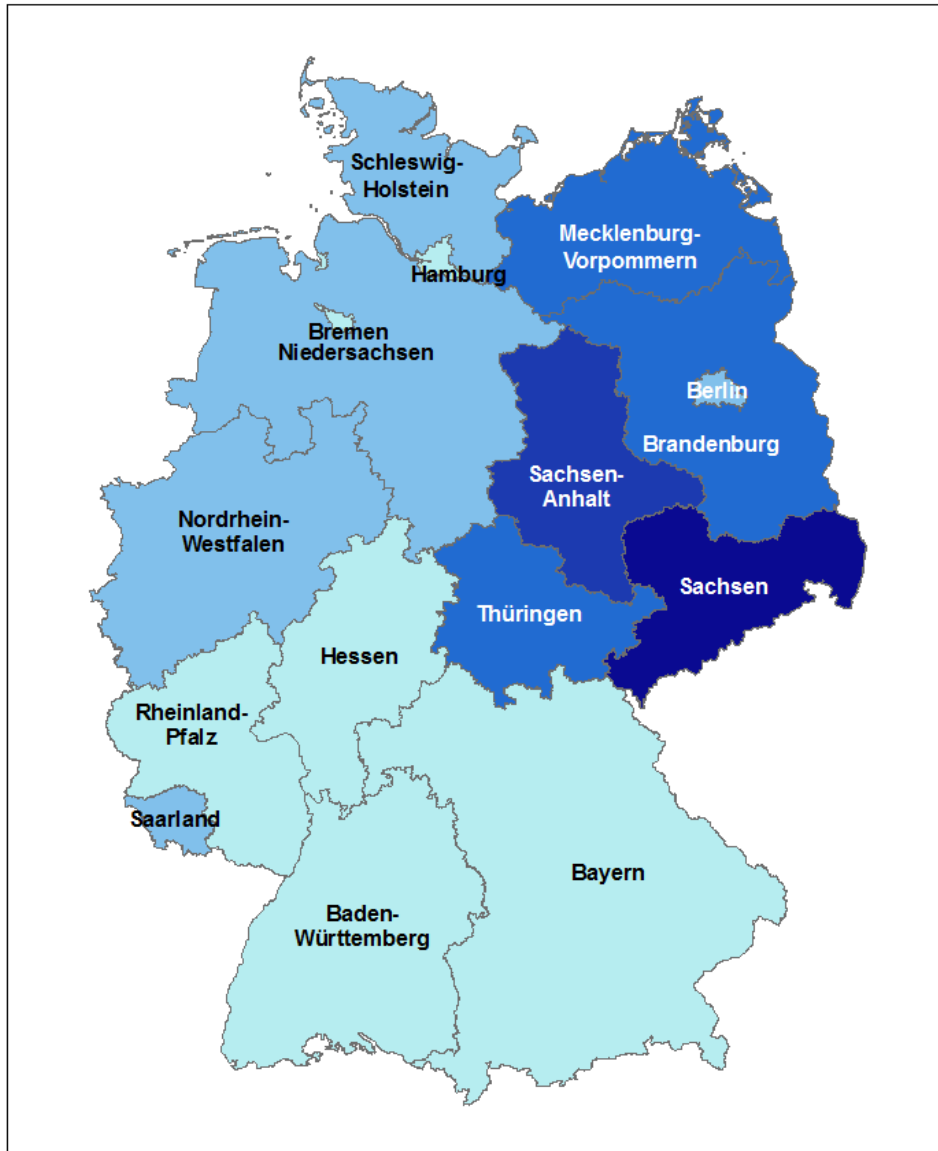 Schleswig-
Holstein
Mecklenburg-
Vorpommern
Hamburg
Bremen
Niedersachsen
Berlin
Brandenburg
Sachsen-
Anhalt
Nordrhein-
Westfalen
Sachsen
Thüringen
Hessen
Rheinland-
Pfalz
Saarland
Bayern
Baden-
Württemberg